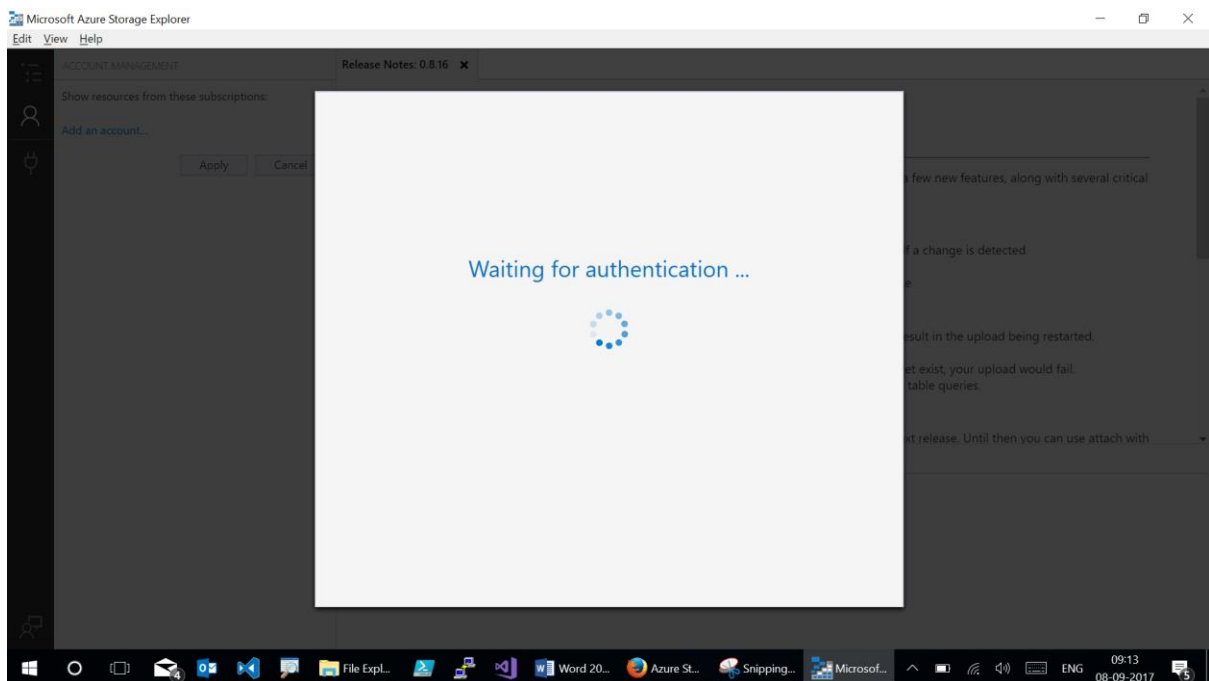 Microsoft Azure Storage Explorer
Edit View Help
ACCOUNT MANAGEMENT
Release Notes: 0.8.16
Show resources from these subscriptions:
Add an account...
Apply Cancel
a few new features, along with several critical
if a change is detected
e
esult in the upload being restarted.
et exist, your upload would fail.
table queries.
xt release. Until then you can use attach with
Waiting for authentication ...
4
File Expl... Word 20... Azure St... Snipping... Microsof... ENG
09:13
08-09-2017
5